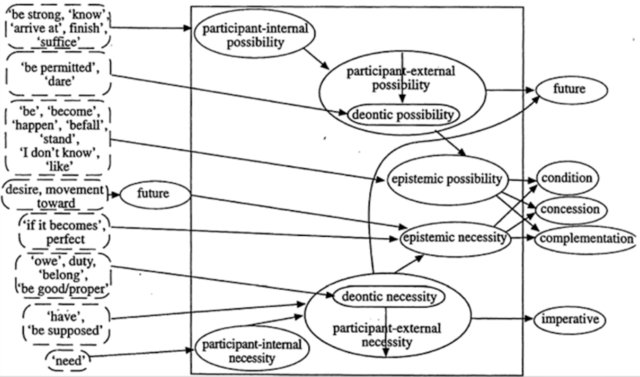 'be strong, 'know'
'arrive at', finish',
'suffice'
participant-internal
possibility
'be permitted',
'dare'
participant-external
possibility
deontic possibility
future
'be', 'become',
'happen', 'befall',
'stand',
'I don't know',
'like'
epistemic possibility
condition
concession
complementation
desire, movement
toward
future
'if it becomes',
perfect
epistemic necessity
'owe', duty,
'belong',
'be good/proper'
deontic necessity
participant-external
necessity
imperative
'have',
'be supposed'
participant-internal
necessity
'need'